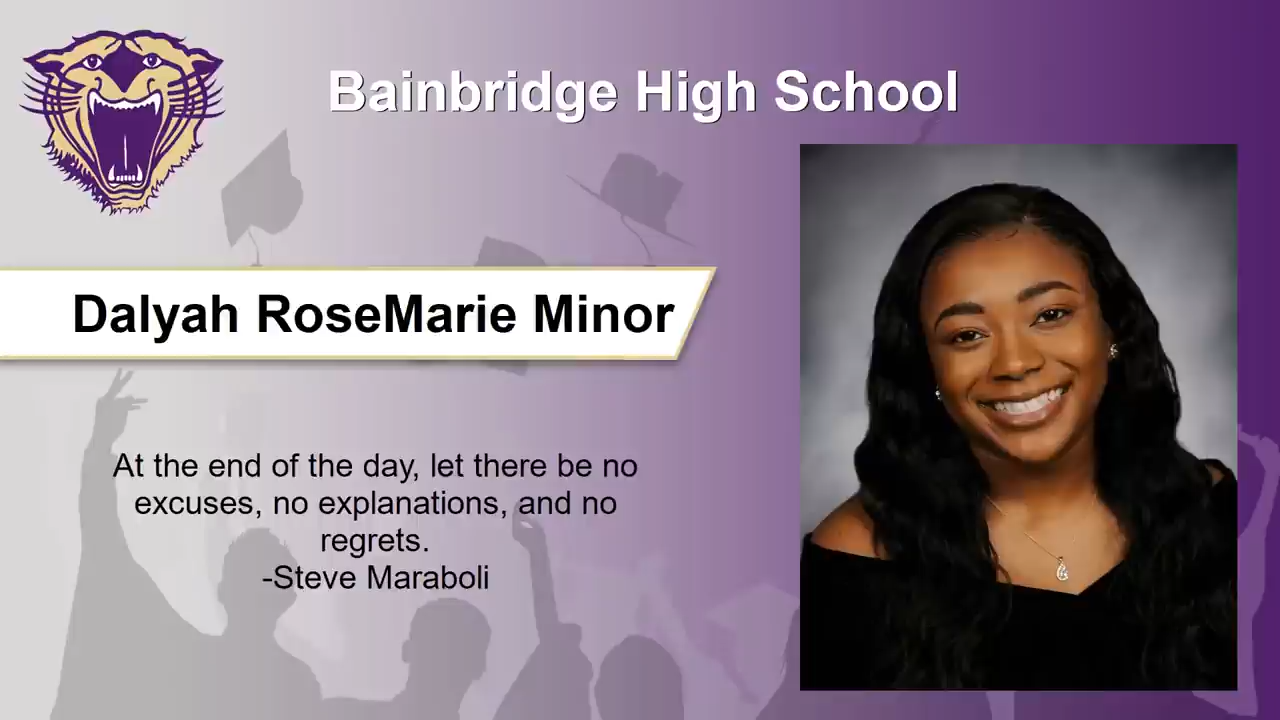 Bainbridge High School
Dalyah RoseMarie Minor
At the end of the day, let there be no
excuses, no explanations, and no
regrets.
-Steve Maraboli